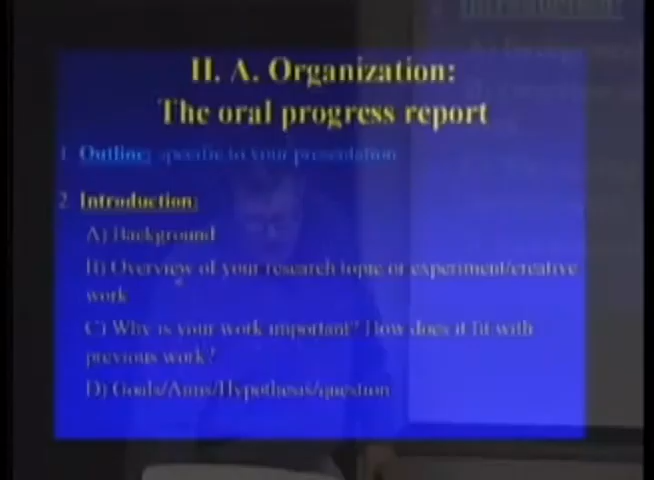 II. A. Organization:
The oral progress report
1. Outline: specific to your presentation
2. Introduction:
A) Background
B) Overview of your research topic or experiment/creative
work
C) Why is your work important? How does it fit with
previous work?
D) Goals/Aims/Hypothesis/question
Introduction: